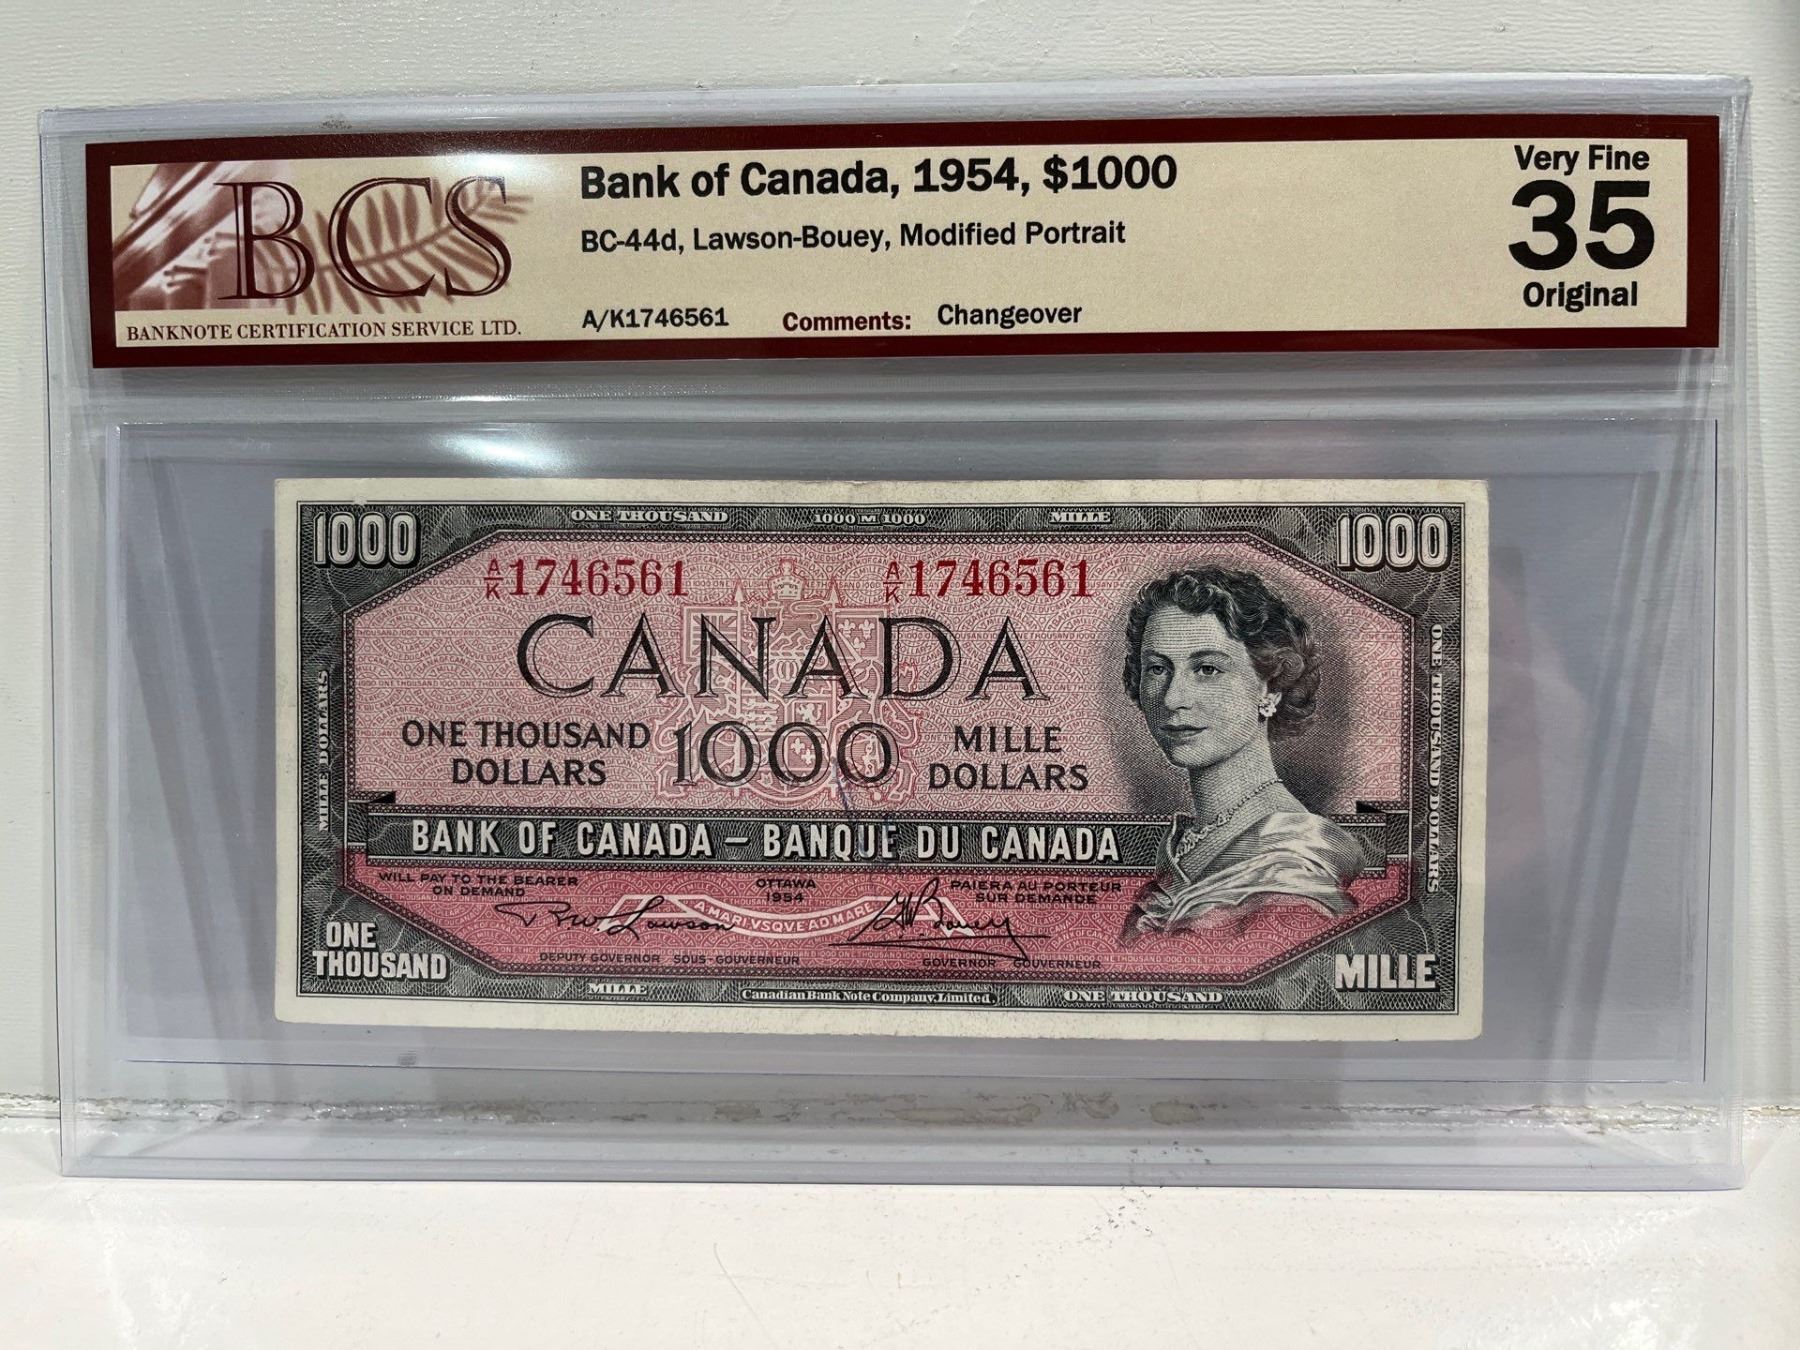 BCS
BANKNOTE CERTIFICATION SERVICE LTD.
Bank of Canada, 1954, $1000
BC-44d, Lawson-Bouey, Modified Portrait
A/K1746561 Comments: Changeover
Very Fine
35
Original
1000 ONE THOUSAND 1000 M 1000 MILLE 1000
A/K 1746561 A/K 1746561
CANADA
ONE THOUSAND DOLLARS 1000 MILLE DOLLARS
MILLE DOLLARS
ONE THOUSAND DOLLARS
BANK OF CANADA – BANQUE DU CANADA
WILL PAY TO THE BEARER ON DEMAND
OTTAWA
1954
PAIERA AU PORTEUR SUR DEMANDE
A MARI VSQVE AD MARE
R W Lawson
G K Bouey
DEPUTY GOVERNOR SOUS-GOUVERNEUR
GOVERNOR GOUVERNEUR
ONE THOUSAND
MILLE
MILLE Canadian Bank Note Company, Limited. ONE THOUSAND